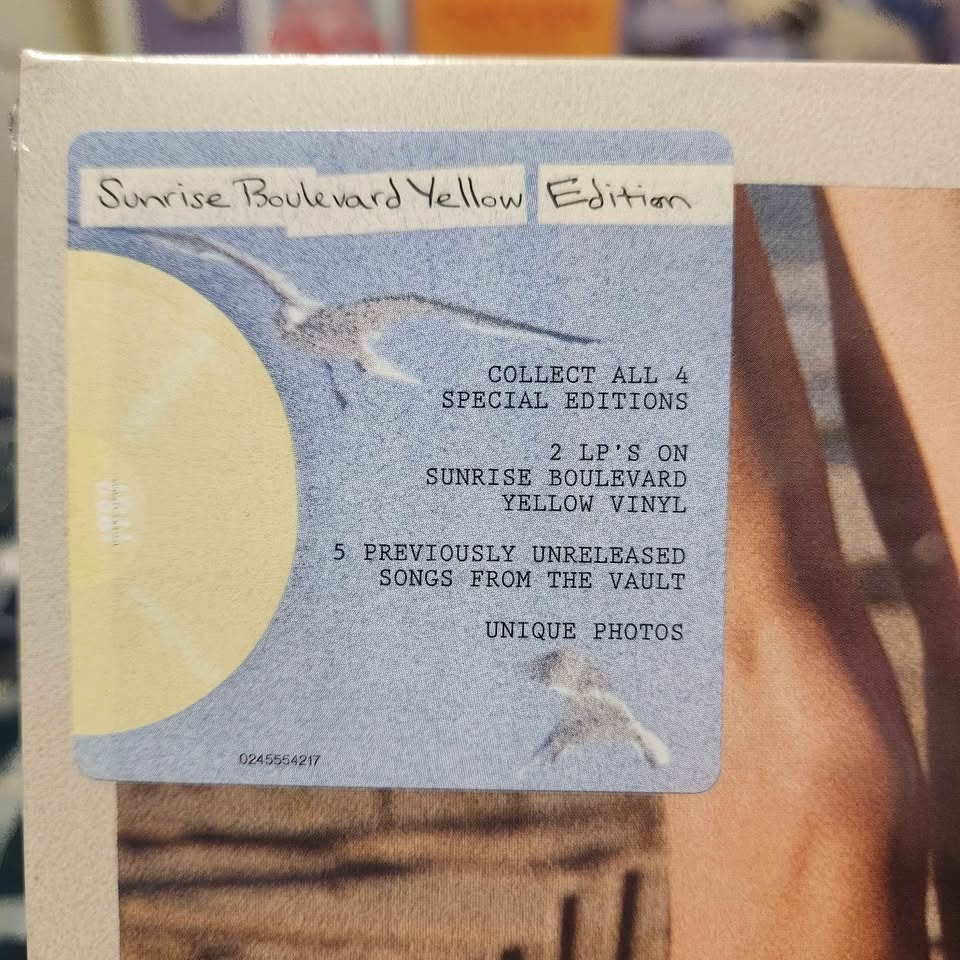 Sunrise Boulevard Yellow Edition
COLLECT ALL 4
SPECIAL EDITIONS
2 LP'S ON
SUNRISE BOULEVARD
YELLOW VINYL
5 PREVIOUSLY UNRELEASED
SONGS FROM THE VAULT
UNIQUE PHOTOS
0245554217